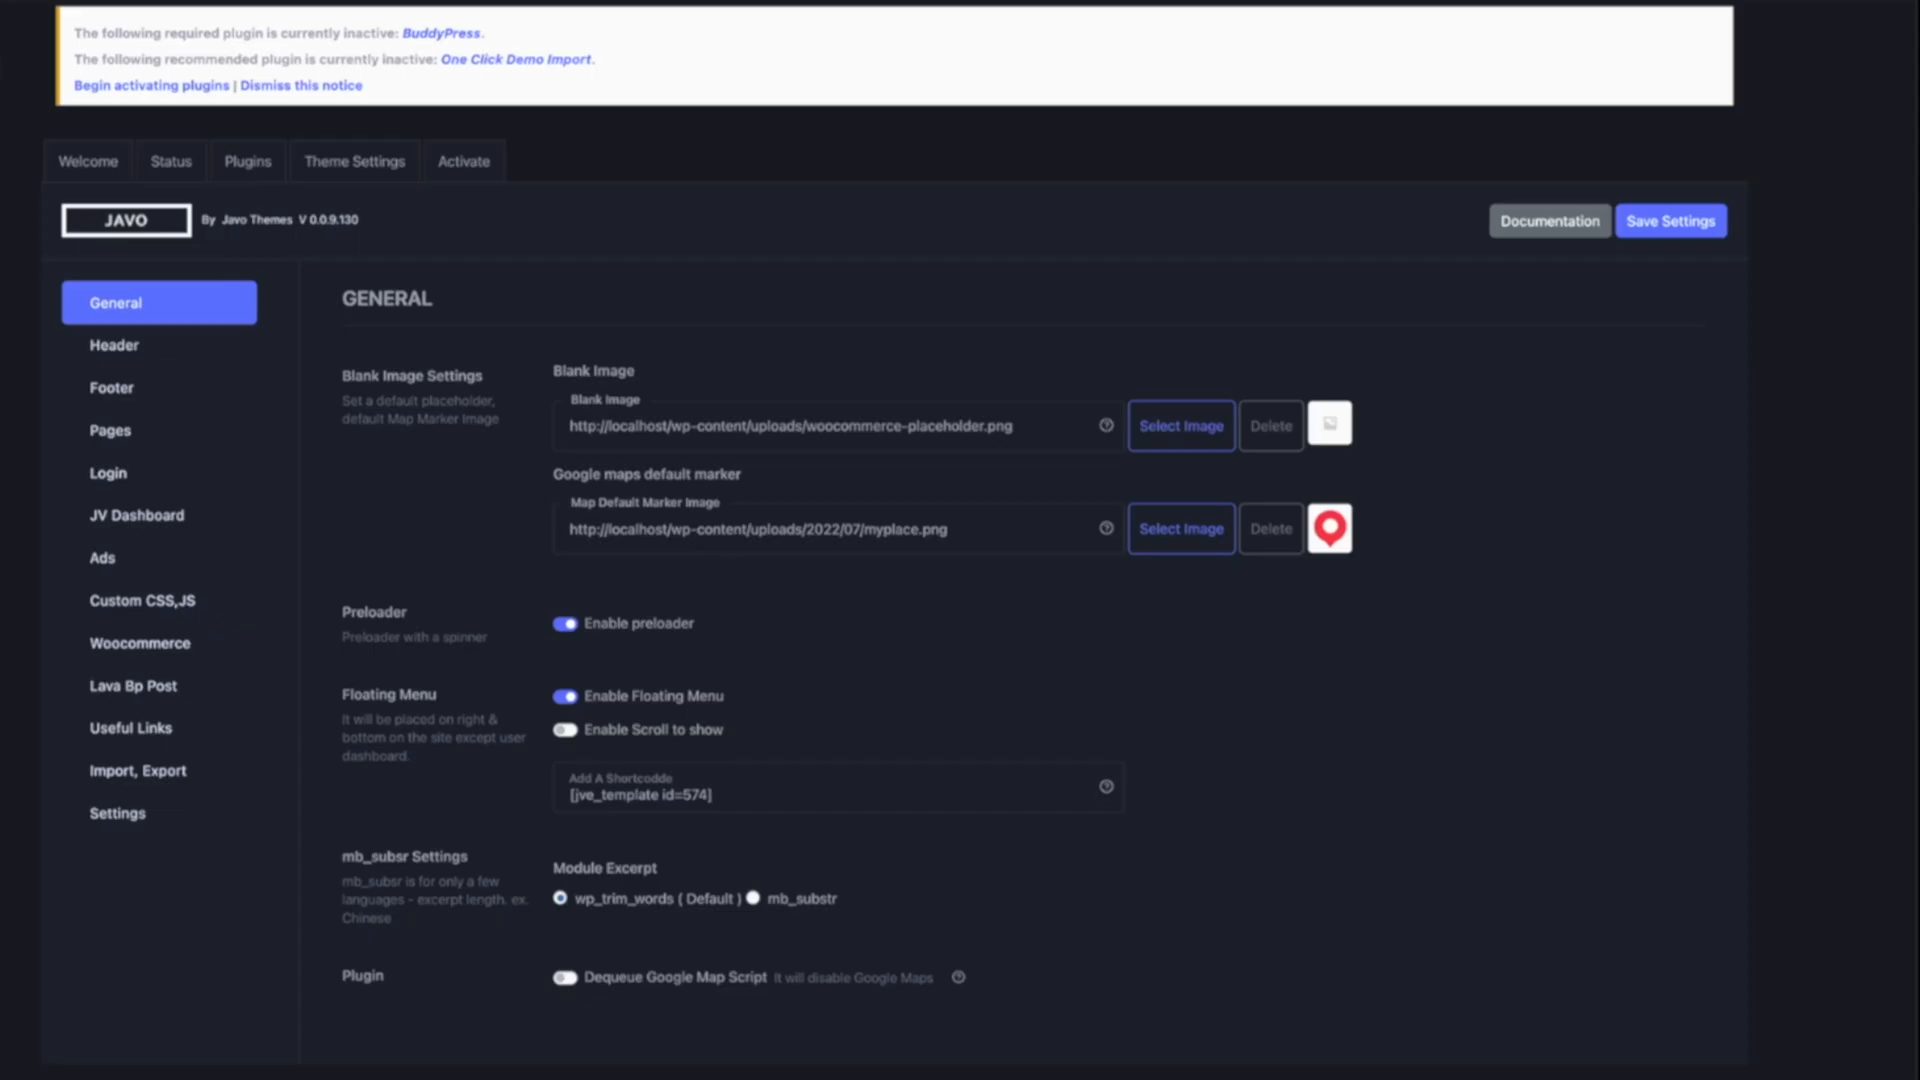 The following required plugin is currently inactive: BuddyPress.
The following recommended plugin is currently inactive: One Click Demo Import.
Begin activating plugins | Dismiss this notice
Welcome
Status
Plugins
Theme Settings
Activate
JAVO
By Javo Themes V 0.0.9.130
Documentation
Save Settings
General
Header
Footer
Pages
Login
JV Dashboard
Ads
Custom CSS,JS
Woocommerce
Lava Bp Post
Useful Links
Import, Export
Settings
GENERAL
Blank Image Settings
Set a default placeholder,
default Map Marker Image
Blank Image
Blank Image
http://localhost/wp-content/uploads/woocommerce-placeholder.png
Select Image
Delete
Google maps default marker
Map Default Marker Image
http://localhost/wp-content/uploads/2022/07/myplace.png
Select Image
Delete
Preloader
Preloader with a spinner
Enable preloader
Floating Menu
It will be placed on right &
bottom on the site except user
dashboard.
Enable Floating Menu
Enable Scroll to show
Add A Shortcodde
[jve_template id=574]
mb_subsr Settings
mb_subsr is for only a few
languages - excerpt length. ex.
Chinese
Module Excerpt
wp_trim_words ( Default )
mb_substr
Plugin
Dequeue Google Map Script It will disable Google Maps